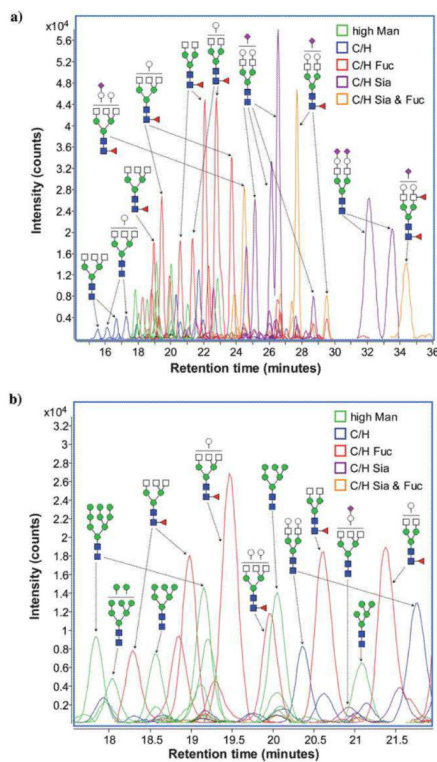 a)
x10⁴
5.6
5.2
4.8
4.4
4
3.6
3.2
2.8
2.4
2
1.6
1.2
0.8
0.4
Intensity (counts)
high Man
C/H
C/H Fuc
C/H Sia
C/H Sia & Fuc
16 18 20 22 24 26 28 30 32 34 36
Retention time (minutes)
b)
x10⁴
3.2
3
2.8
2.6
2.4
2.2
2
1.8
1.6
1.4
1.2
1
0.8
0.6
0.4
0.2
Intensity (counts)
high Man
C/H
C/H Fuc
C/H Sia
C/H Sia & Fuc
18 18.5 19 19.5 20 20.5 21 21.5
Retention time (minutes)